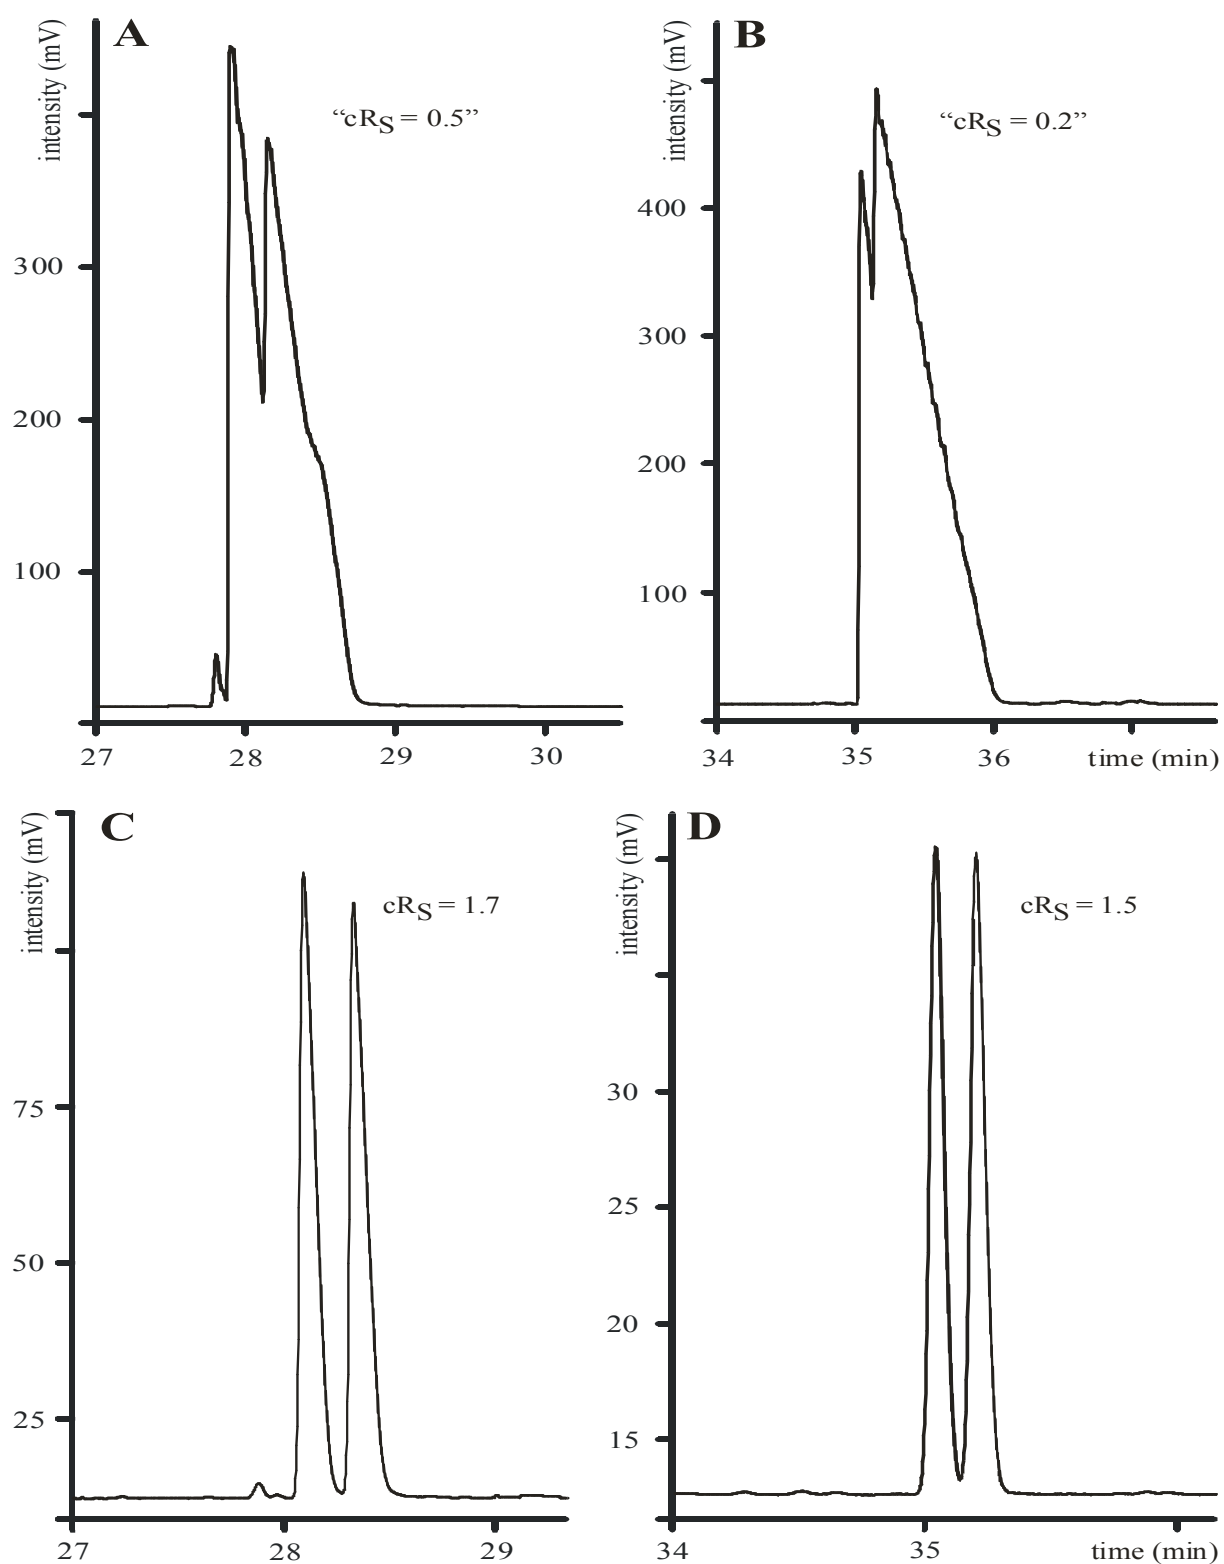 A
intensity (mV)
“cRS = 0.5”
300
200
100
27
28
29
30
B
intensity (mV)
“cRS = 0.2”
400
300
200
100
34
35
36
time (min)
C
intensity (mV)
cRS = 1.7
75
50
25
27
28
29
D
intensity (mV)
cRS = 1.5
30
25
20
15
34
35
time (min)